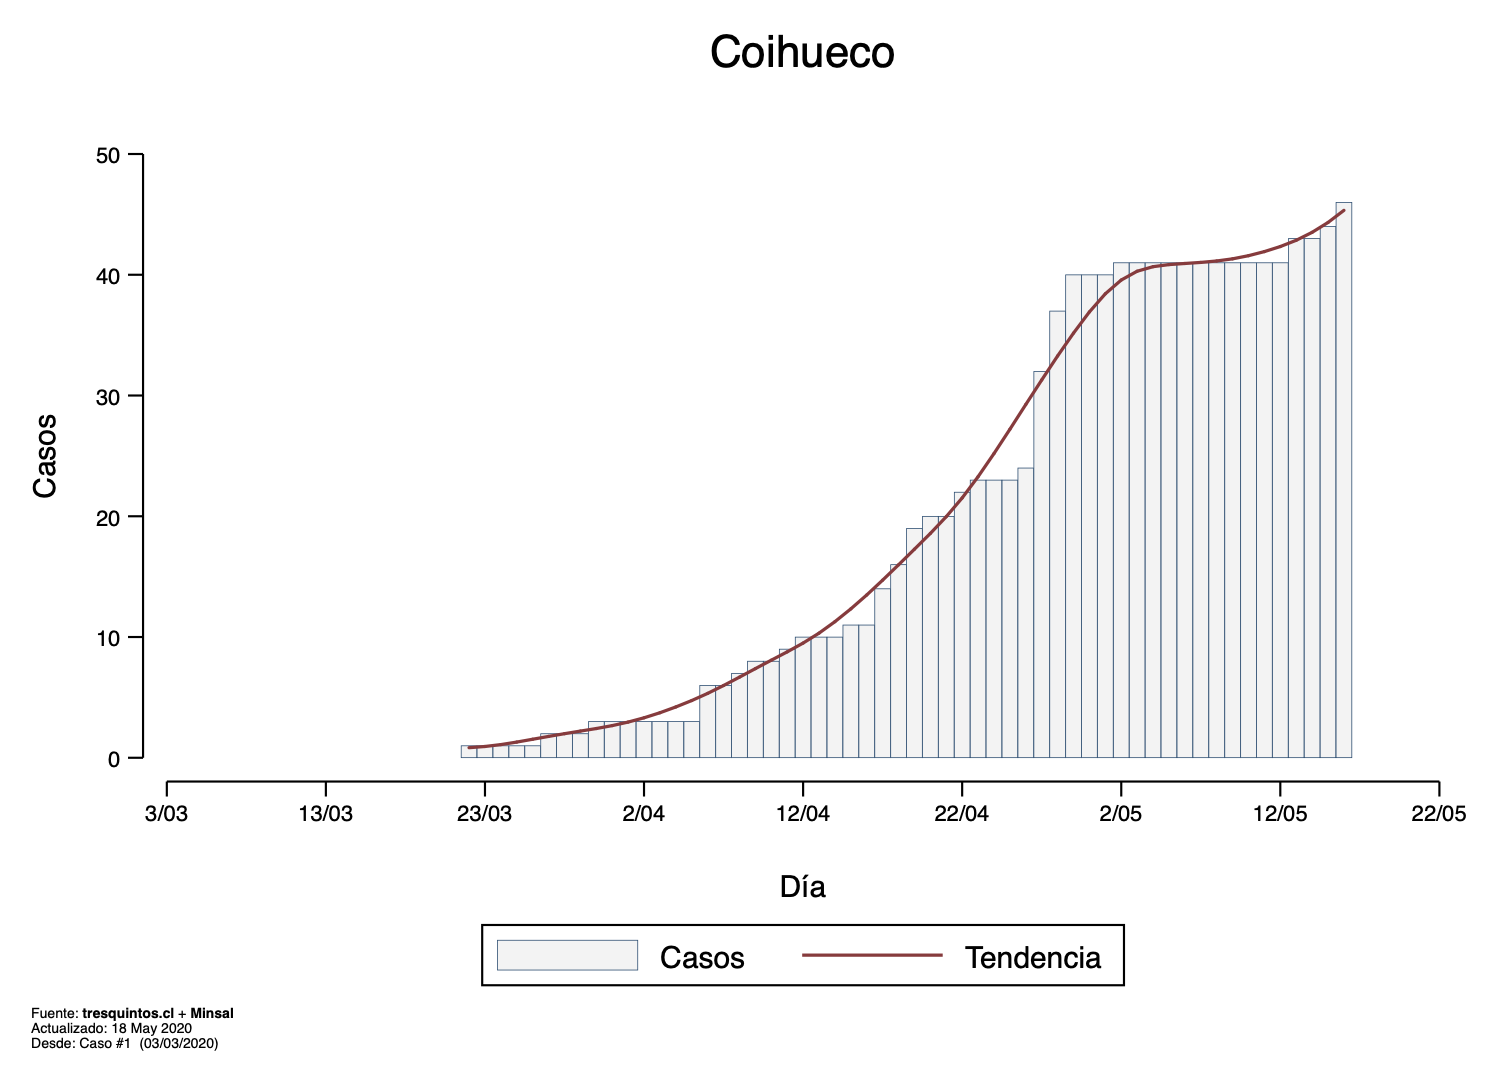 Coihueco
50
40
30
20
10
0
Casos
3/03 13/03 23/03 2/04 12/04 22/04 2/05 12/05 22/05
Día
Casos Tendencia
Fuente: tresquintos.cl + Minsal
Actualizado: 18 May 2020
Desde: Caso #1 (03/03/2020)